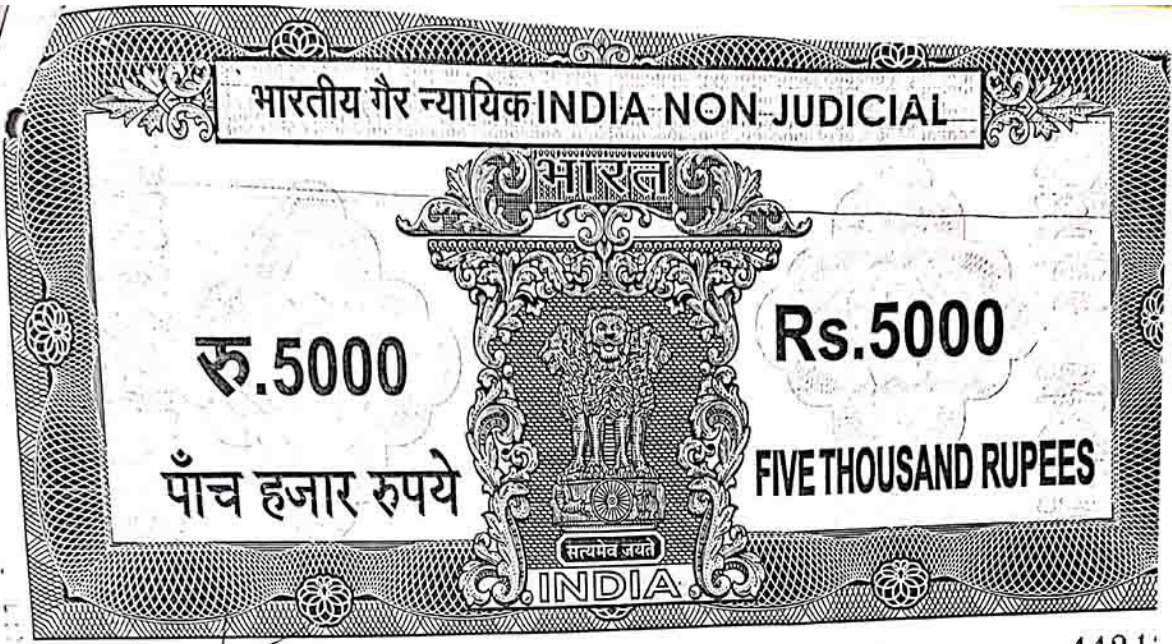 भारतीय गैर न्यायिक INDIA NON JUDICIAL
भारत
रु.5000
Rs.5000
पाँच हजार रुपये
FIVE THOUSAND RUPEES
सत्यमेव जयते
INDIA